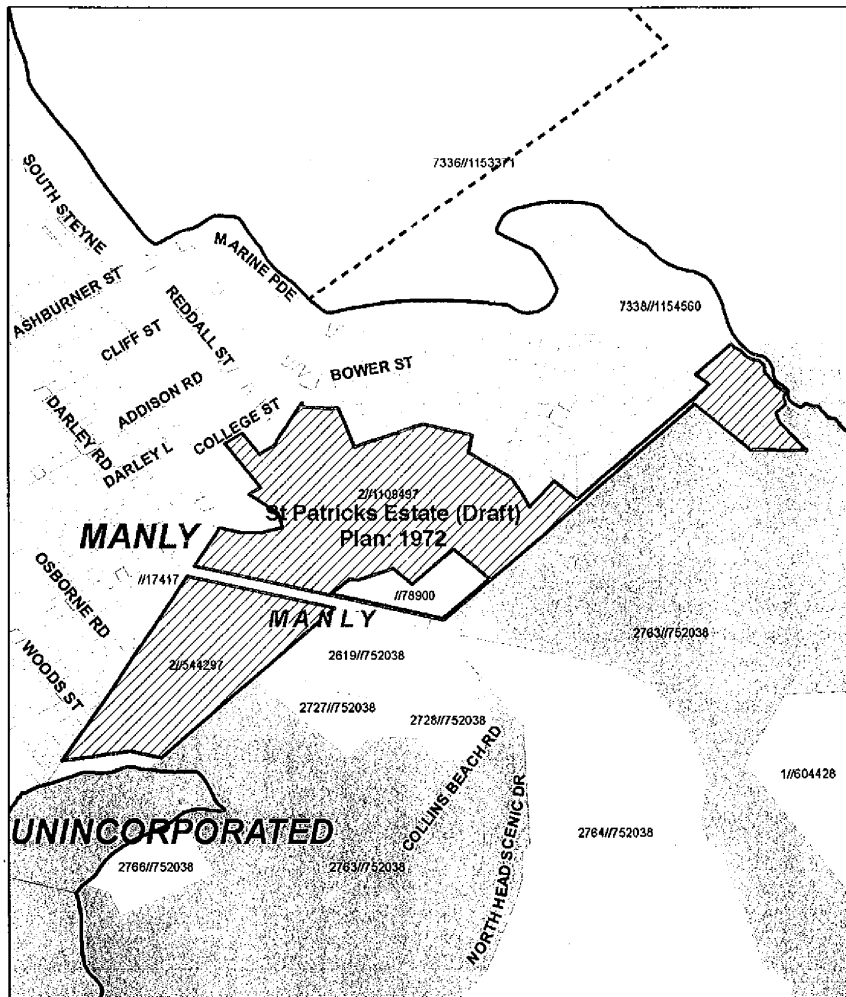 7336//1153371
SOUTH STEYNE
MARINE PDE
ASHBURNER ST
REDDALL ST
7338//1154560
CLIFF ST
BOWER ST
ADDISON RD
DARLEY RD
COLLEGE ST
DARLEY L
2//1109497
St Patricks Estate (Draft)
Plan: 1972
MANLY
OSBORNE RD
//17417
//78900
MANLY
2763//752038
2619//752038
2//544297
WOODS ST
2727//752038
2728//752038
COLLINS BEACH RD
1//604428
NORTH HEAD SCENIC DR
UNINCORPORATED
2764//752038
2766//752038
2763//752038